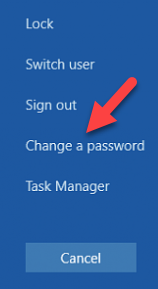 Lock
Switch user
Sign out
Change a password
Task Manager
Cancel